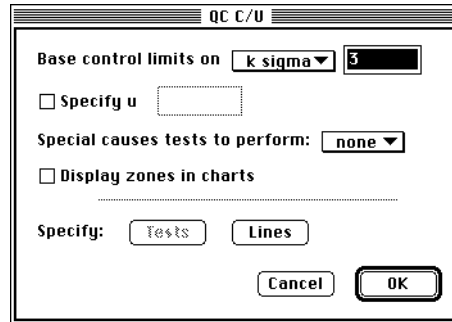 QC C/U
Base control limits on k sigma 3
Specify u
Special causes tests to perform: none
Display zones in charts
Specify: Tests Lines
Cancel OK